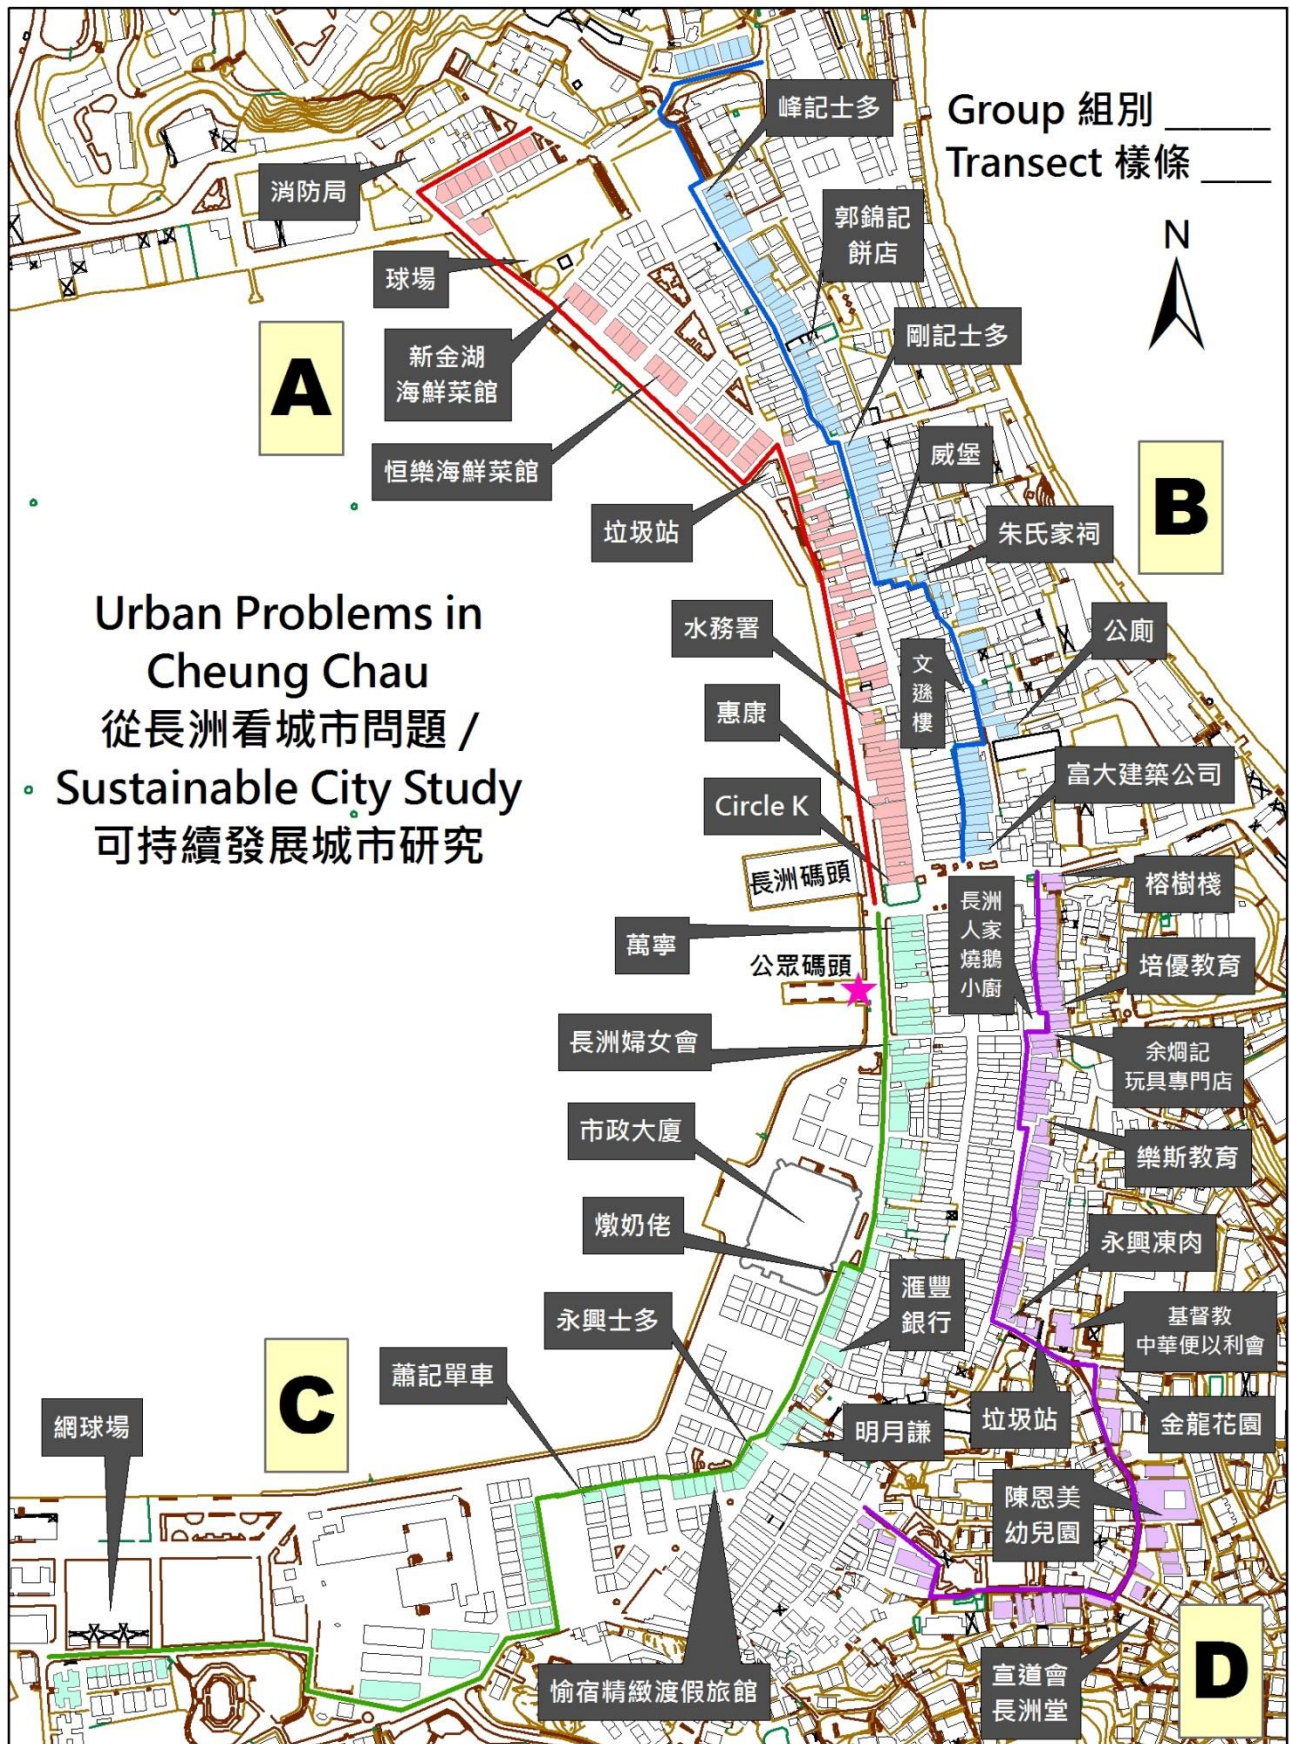 Group 組別 ____
Transect 樣條 ___
N
峰記士多
消防局
郭錦記
餅店
球場
剛記士多
新金湖
海鮮菜館
A
威堡
恒樂海鮮菜館
B
垃圾站
朱氏家祠
Urban Problems in
Cheung Chau
從長洲看城市問題 /
Sustainable City Study
可持續發展城市研究
水務署
公廁
文
遜
樓
惠康
富大建築公司
Circle K
長洲碼頭
榕樹棧
長洲
人家
燒鵝
小廚
萬寧
公眾碼頭
培優教育
長洲婦女會
余烱記
玩具專門店
市政大廈
樂斯教育
燉奶佬
永興凍肉
滙豐
銀行
永興士多
基督教
中華便以利會
蕭記單車
C
網球場
明月謙
垃圾站
金龍花園
陳恩美
幼兒園
愉宿精緻渡假旅館
宣道會
長洲堂
D